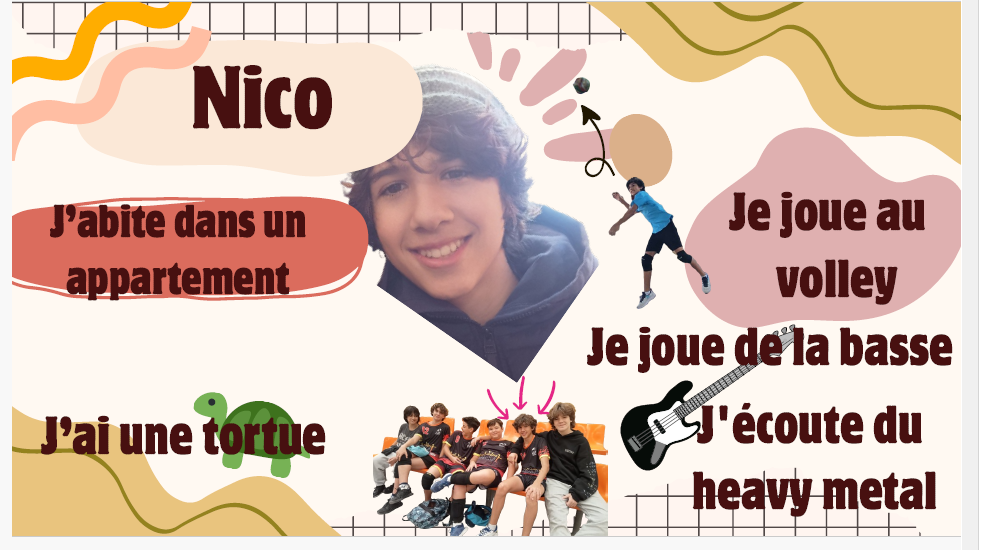 Nico
J'abite dans un
appartement
Je joue au
volley
Je joue de la basse
J'ai une tortue
J'écoute du
heavy metal